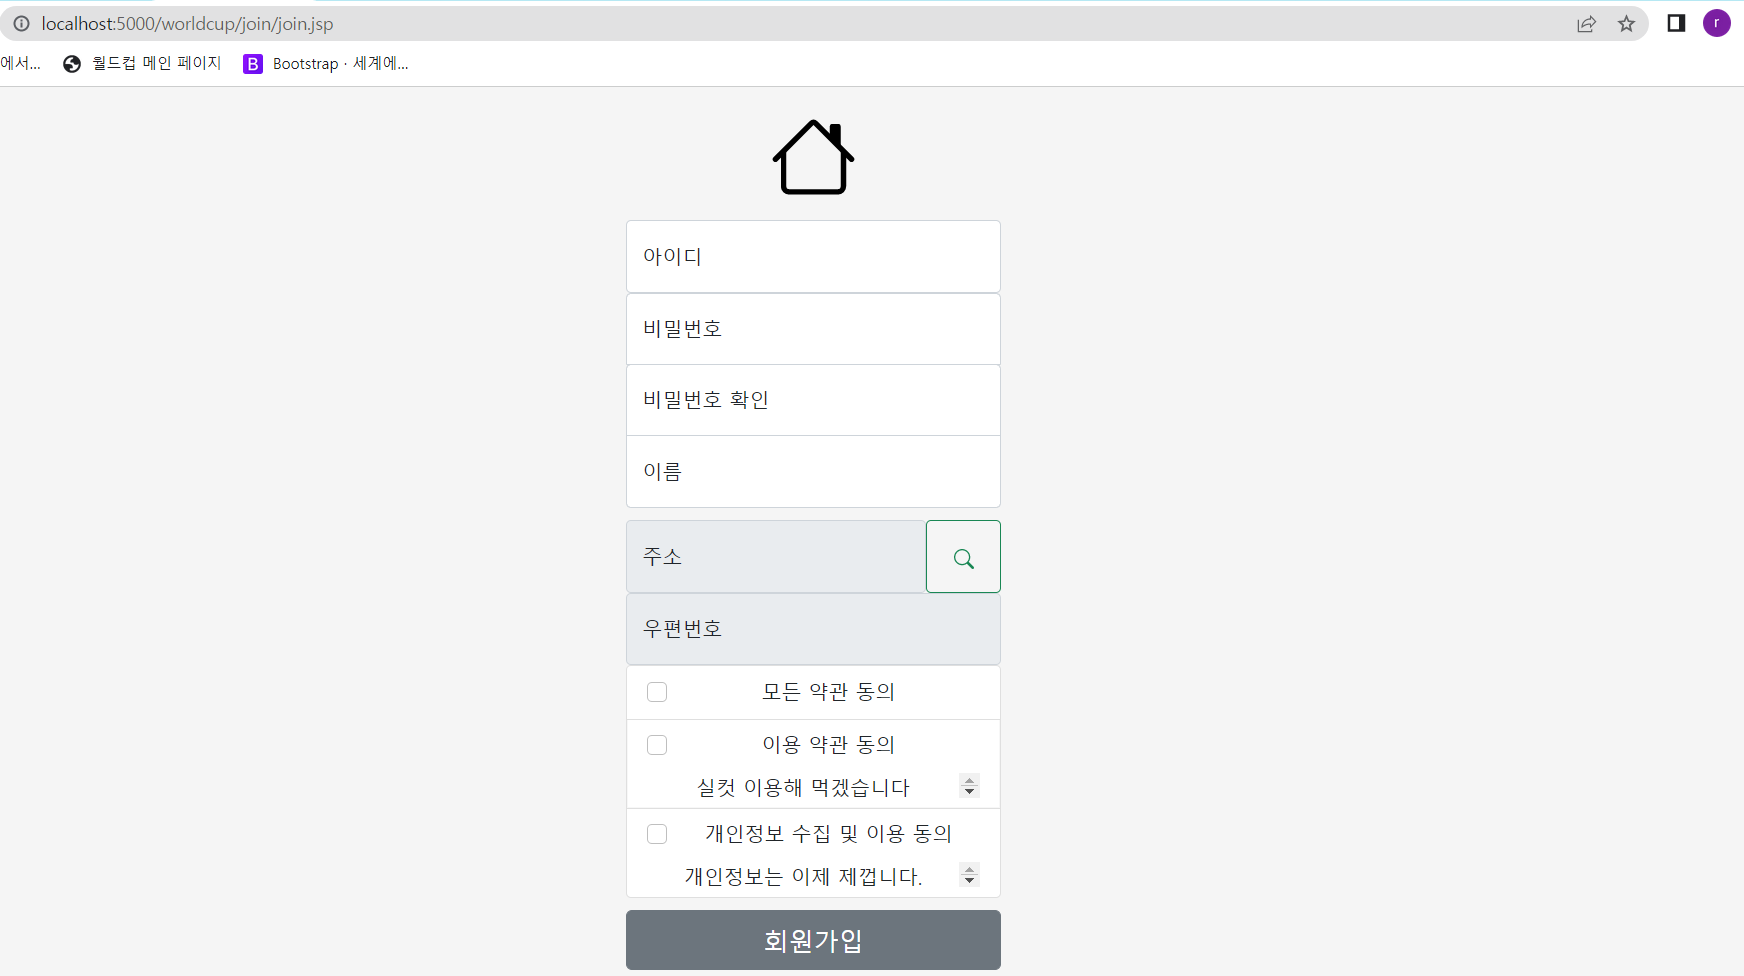 localhost:5000/worldcup/join/join.jsp
r
에서...
월드컵 메인 페이지
B
Bootstrap · 세계에...
아이디
비밀번호
비밀번호 확인
이름
주소
우편번호
모든 약관 동의
이용 약관 동의
실컷 이용해 먹겠습니다
개인정보 수집 및 이용 동의
개인정보는 이제 제껍니다.
회원가입